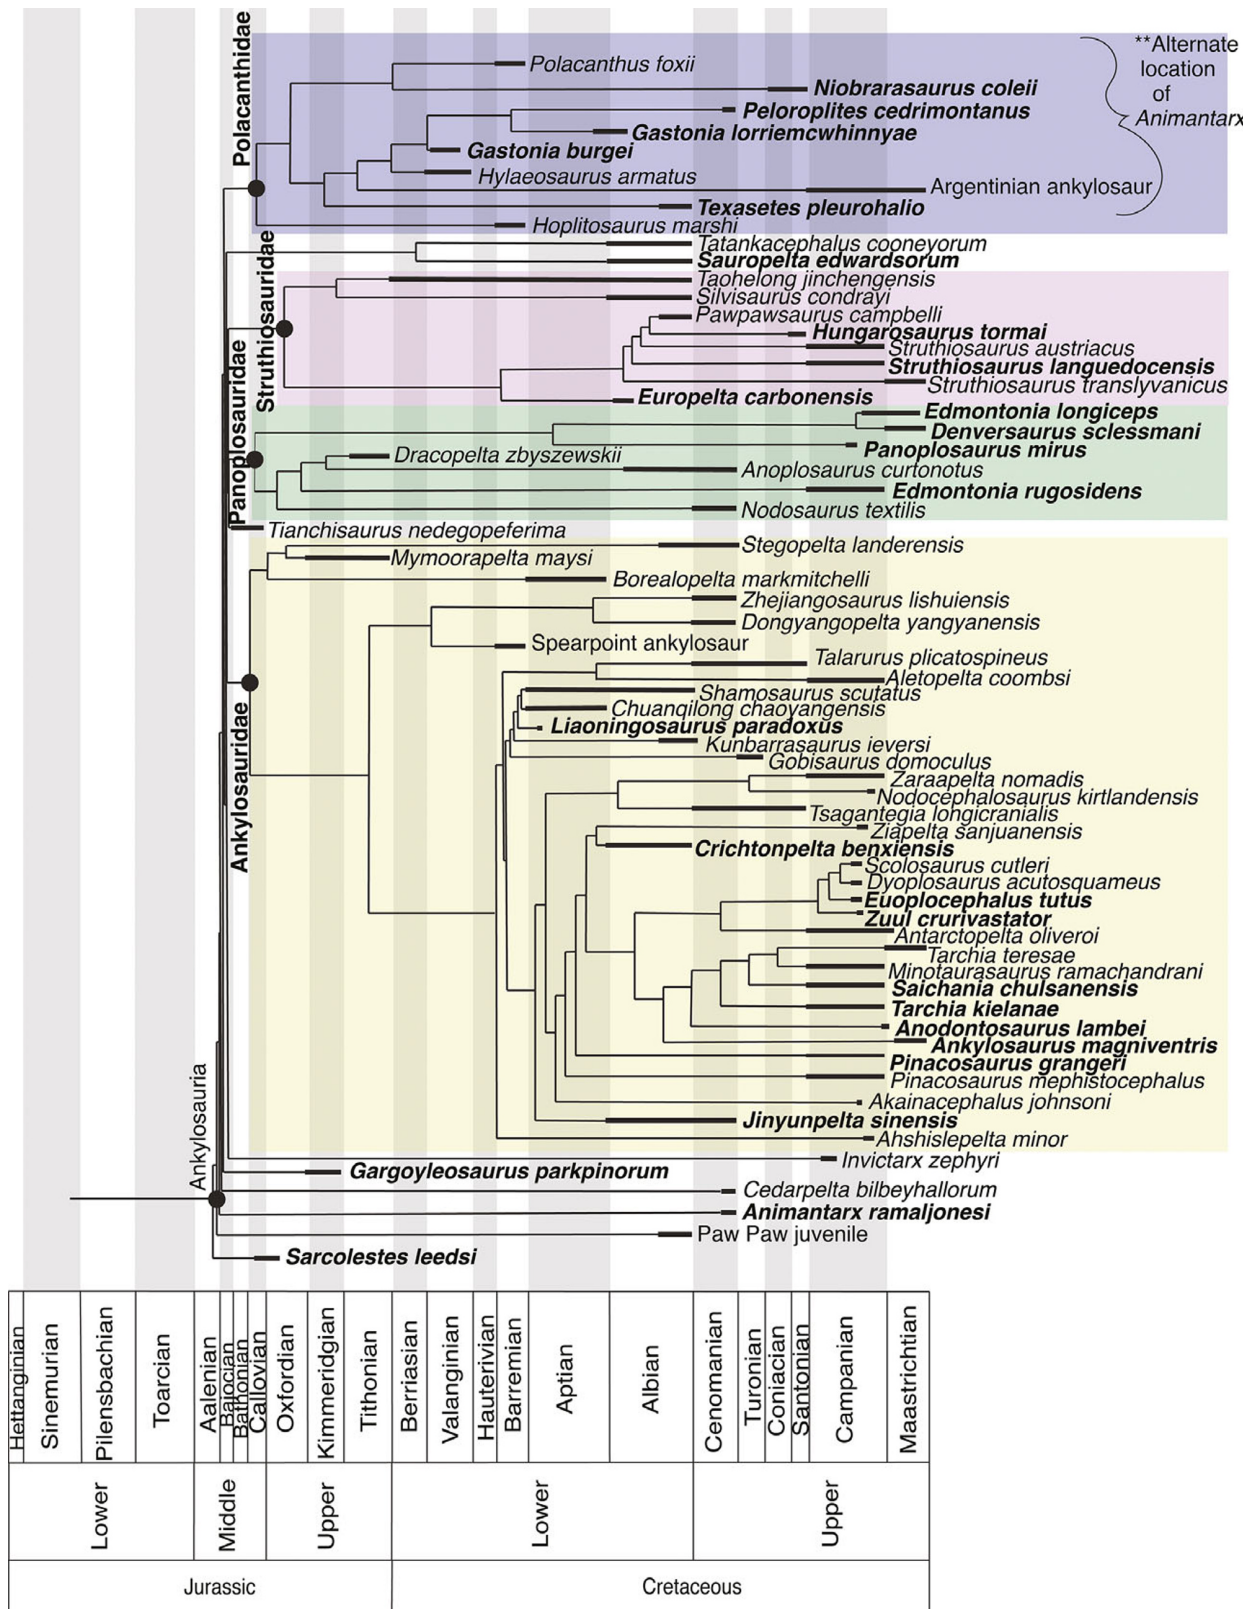 Polacanthidae
Polacanthus foxii
**Alternate
location
of
Animantarx
Niobrarasaurus coleii
Peloroplites cedrimontanus
Gastonia lorriemcwhinnyae
Gastonia burgei
Hylaeosaurus armatus
Argentinian ankylosaur
Texasetes pleurohalio
Hoplitosaurus marshi
Tatankacephalus cooneyorum
Sauropelta edwardsorum
Struthiosauridae
Taohelong jinchengensis
Silvisaurus condrayi
Pawpawsaurus campbelli
Hungarosaurus tormai
Struthiosaurus austriacus
Struthiosaurus languedocensis
Struthiosaurus translyvanicus
Europelta carbonensis
Panoplosauridae
Edmontonia longiceps
Denversaurus sclessmani
Panoplosaurus mirus
Dracopelta zbyszewskii
Anoplosaurus curtonotus
Edmontonia rugosidens
Nodosaurus textilis
Tianchisaurus nedegopeferima
Ankylosauridae
Stegopelta landerensis
Mymoorapelta maysi
Borealopelta markmitchelli
Zhejiangosaurus lishuiensis
Dongyangopelta yangyanensis
Spearpoint ankylosaur
Talarurus plicatospineus
Aletopelta coombsi
Shamosaurus scutatus
Chuanqilong chaoyangensis
Liaoningosaurus paradoxus
Kunbarrasaurus ieversi
Gobisaurus domoculus
Zaraapelta nomadis
Nodocephalosaurus kirtlandensis
Tsagantegia longicranialis
Ziapelta sanjuanensis
Crichtonpelta benxiensis
Scolosaurus cutleri
Dyoplosaurus acutosquameus
Euoplocephalus tutus
Zuul crurivastator
Antarctopelta oliveroi
Tarchia teresae
Minotaurasaurus ramachandrani
Saichania chulsanensis
Tarchia kielanae
Anodontosaurus lambei
Ankylosaurus magniventris
Pinacosaurus grangeri
Pinacosaurus mephistocephalus
Akainacephalus johnsoni
Jinyunpelta sinensis
Ahshislepelta minor
Ankylosauria
Invictarx zephyri
Gargoyleosaurus parkpinorum
Cedarpelta bilbeyhallorum
Animantarx ramaljonesi
Paw Paw juvenile
Sarcolestes leedsi
Hettanginian
Sinemurian
Pilensbachian
Toarcian
Aalenian
Bajocian
Bathonian
Callovian
Oxfordian
Kimmeridgian
Tithonian
Berriasian
Valanginian
Hauterivian
Barremian
Aptian
Albian
Cenomanian
Turonian
Coniacian
Santonian
Campanian
Maastrichtian
Lower
Middle
Upper
Lower
Upper
Jurassic
Cretaceous